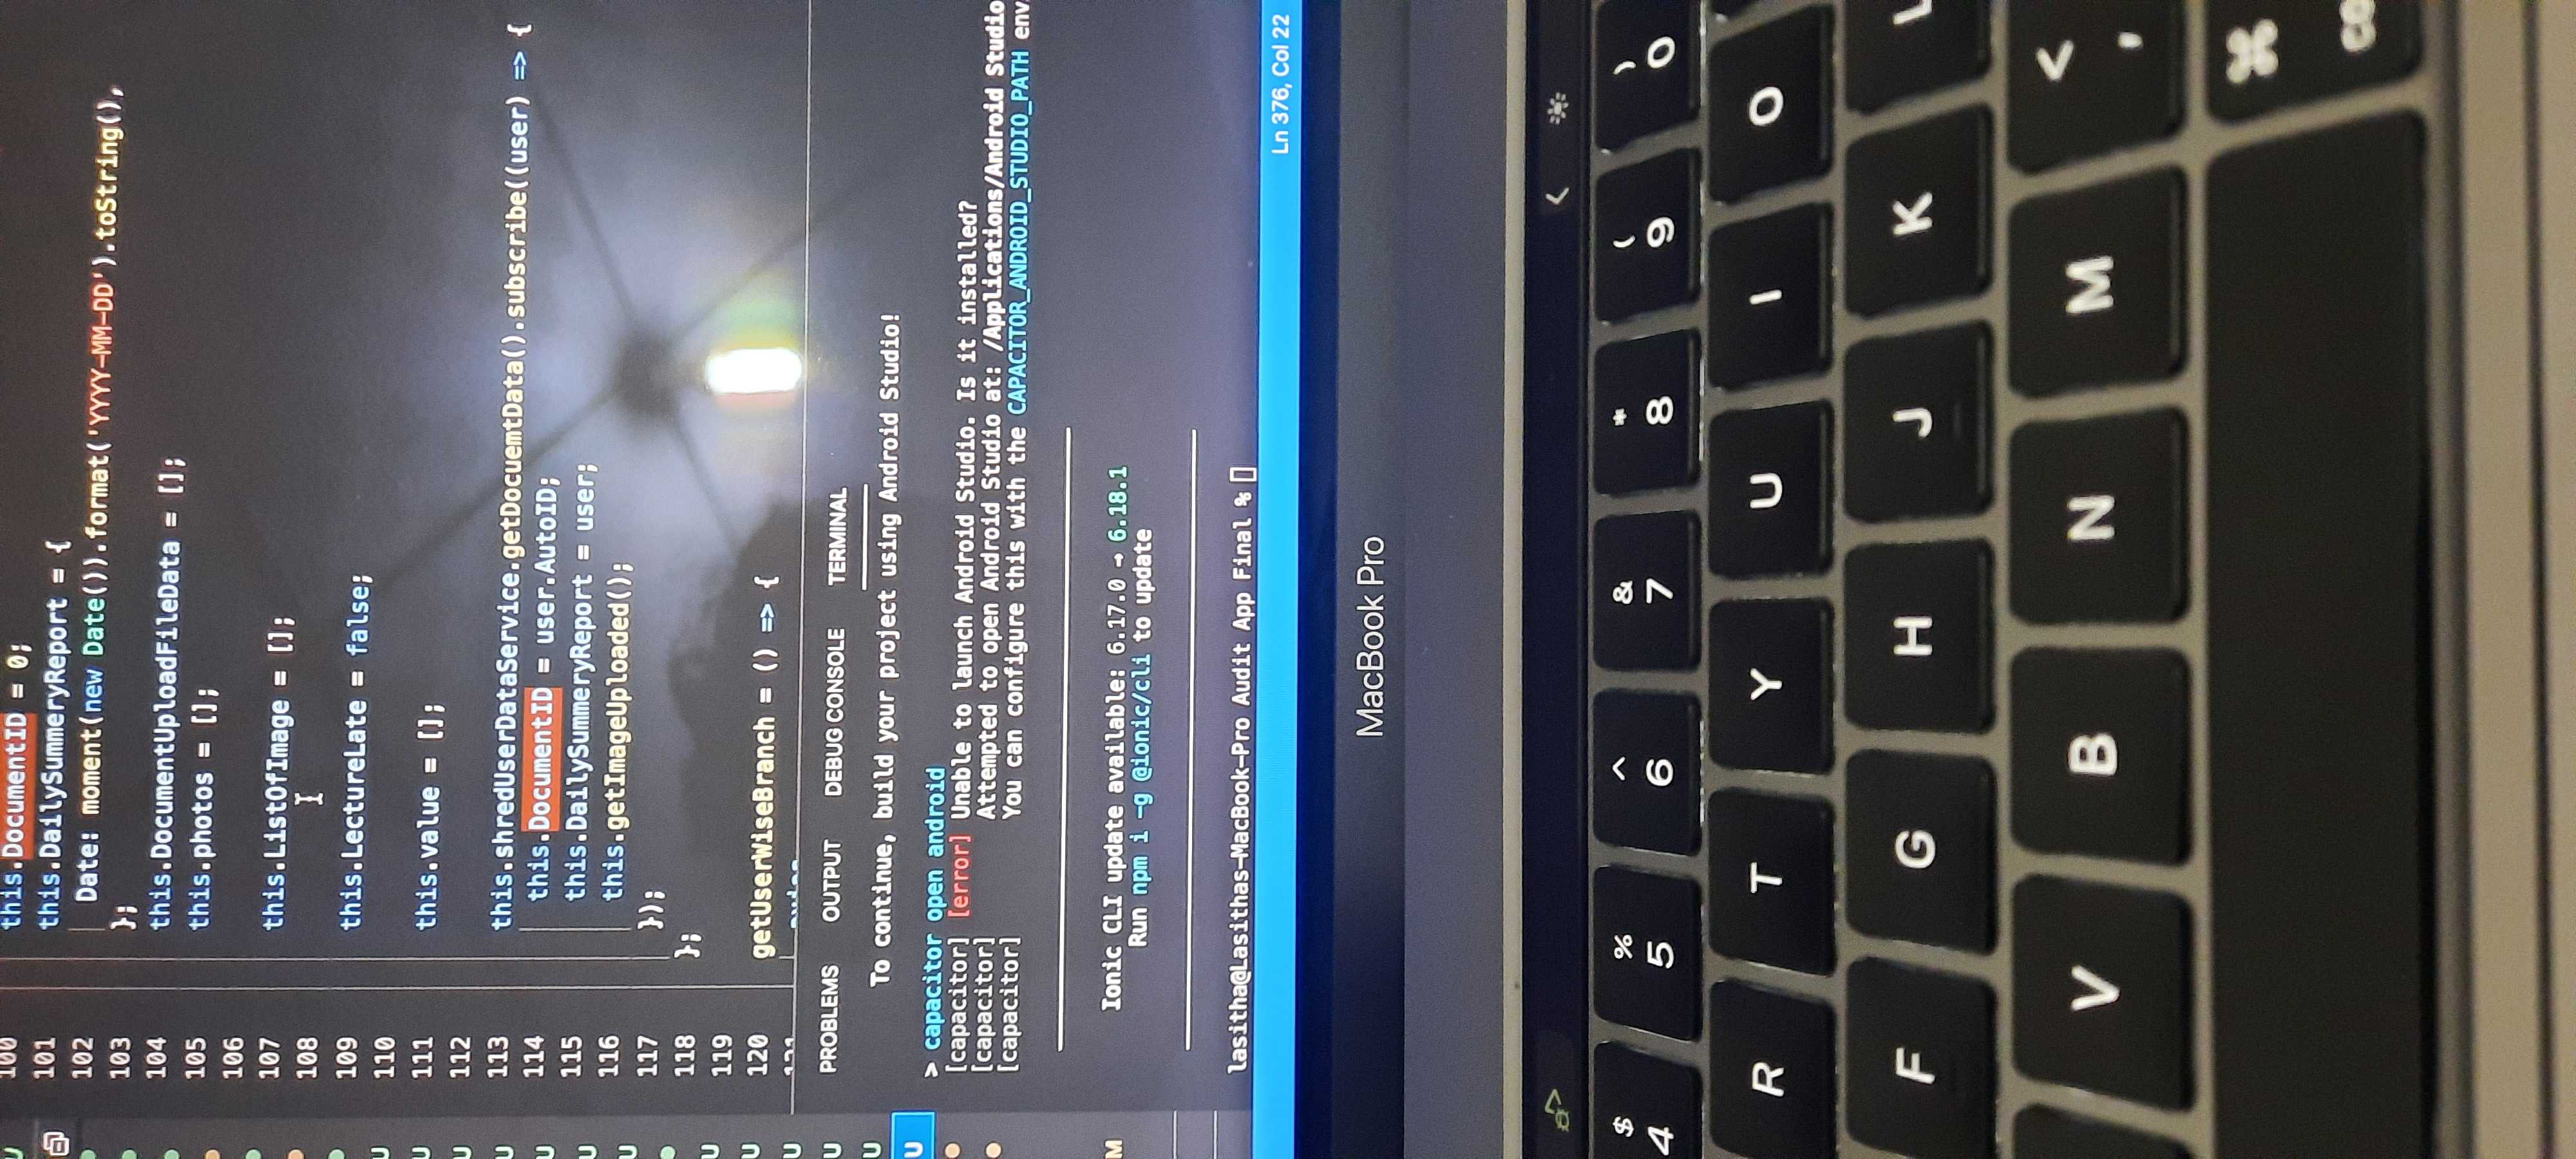 100
this.DocumentID = 0;
101
this.DailySummeryReport = {
102
Date: moment(new Date()).format('YYYY-MM-DD').toString(),
103
};
104
this.DocumentUploadFileData = [];
105
this.photos = [];
106
107
this.ListofImage = [];
108
109
this.LectureLate = false;
110
111
this.value = [];
112
113
this.shredUserDataService.getDocuemtData().subscribe((user) => {
114
this.DocumentID = user.AutoID;
115
this.DailySummeryReport = user;
116
this.getImageUploaded();
117
});
118
};
119
120
getUserWiseBranch = () => {
121
PROBLEMS OUTPUT DEBUG CONSOLE TERMINAL
To continue, build your project using Android Studio!
> capacitor open android
[capacitor] [error] Unable to launch Android Studio. Is it installed?
[capacitor] Attempted to open Android Studio at: /Applications/Android Studio
[capacitor] You can configure this with the CAPACITOR_ANDROID_STUDIO_PATH env
Ionic CLI update available: 6.17.0 → 6.18.1
Run npm i -g @ionic/cli to update
lasitha@Lasithas-MacBook-Pro Audit App Final %
Ln 376, Col 22
U
U
U
U
U
U
U
U
U
U
U
U
M
MacBook Pro
$ % ^ & * ( )
4 5 6 7 8 9 0
R T Y U I O
F G H J K L
V B N M < ,
⌘
co